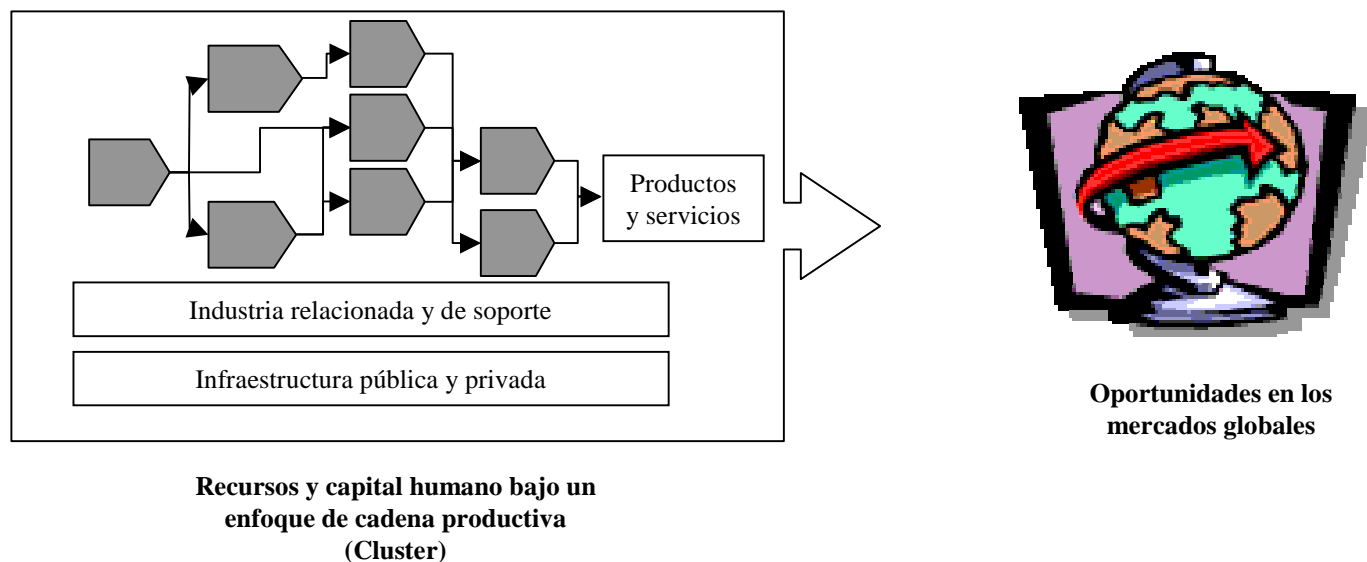 Productos
y servicios
Industria relacionada y de soporte
Infraestructura pública y privada
Oportunidades en los
mercados globales
Recursos y capital humano bajo un
enfoque de cadena productiva
(Cluster)